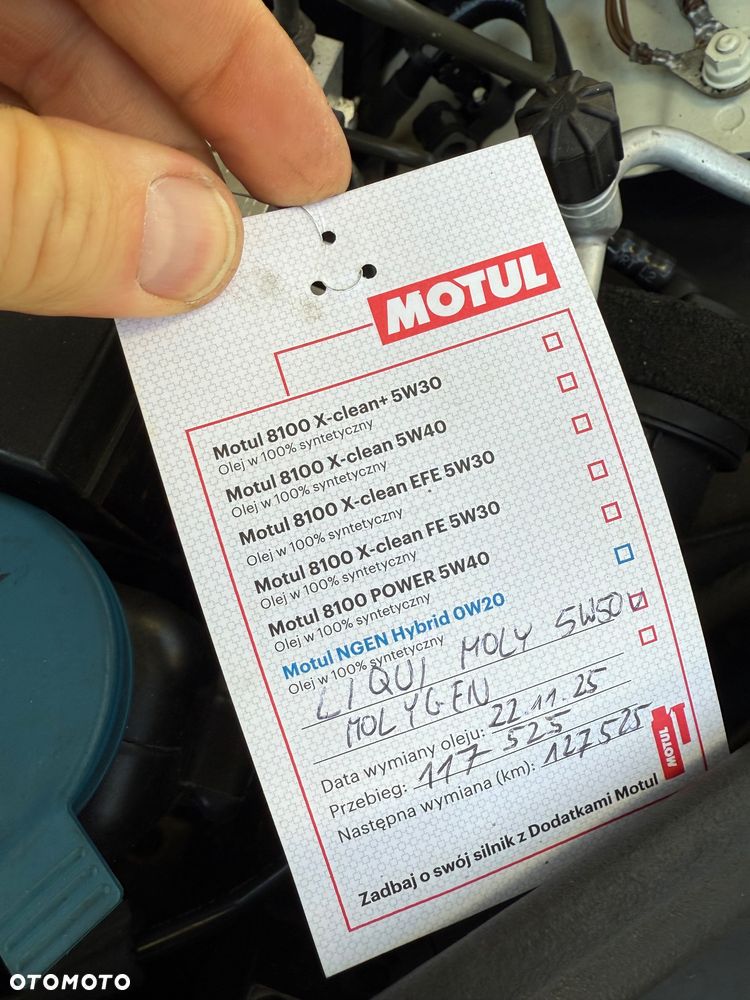 MOTUL
Motul 8100 X-clean+ 5W30
Olej w 100% syntetyczny
Motul 8100 X-clean 5W40
Olej w 100% syntetyczny
Motul 8100 X-clean EFE 5W30
Olej w 100% syntetyczny
Motul 8100 X-clean FE 5W30
Olej w 100% syntetyczny
Motul 8100 POWER 5W40
Olej w 100% syntetyczny
Motul NGEN Hybrid 0W20
Olej w 100% syntetyczny
LIQUI MOLY 5W50
MOLYGEN
Data wymiany oleju: 22.11.25
Przebieg: 117 525
Następna wymiana (km): 127525
MOTUL
Zadbaj o swój silnik z Dodatkami Motul
OTOMOTO